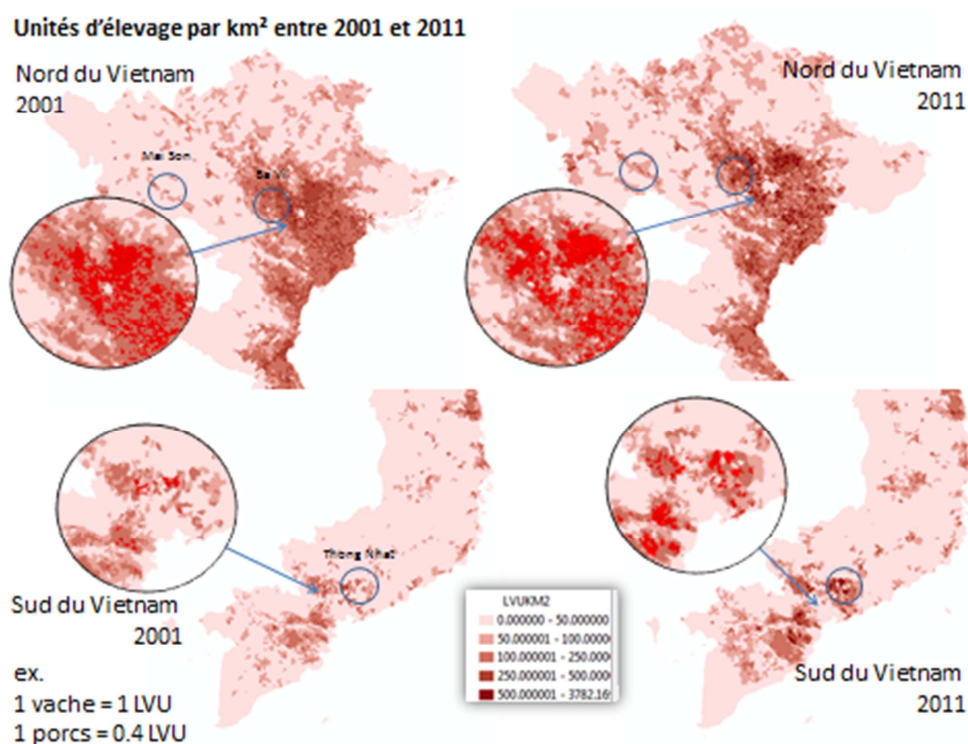 Unités d'élevage par km² entre 2001 et 2011
Nord du Vietnam
2001
Nord du Vietnam
2011
Mai Son
Ba Vi
Thong Nhat
Sud du Vietnam
2001
ex.
1 vache = 1 LVU
1 porcs = 0.4 LVU
LVUKM2
0.000000 - 50.000000
50.000001 - 100.0000
100.000001 - 250.000
250.000001 - 500.000
500.000001 - 3782.16
Sud du Vietnam
2011